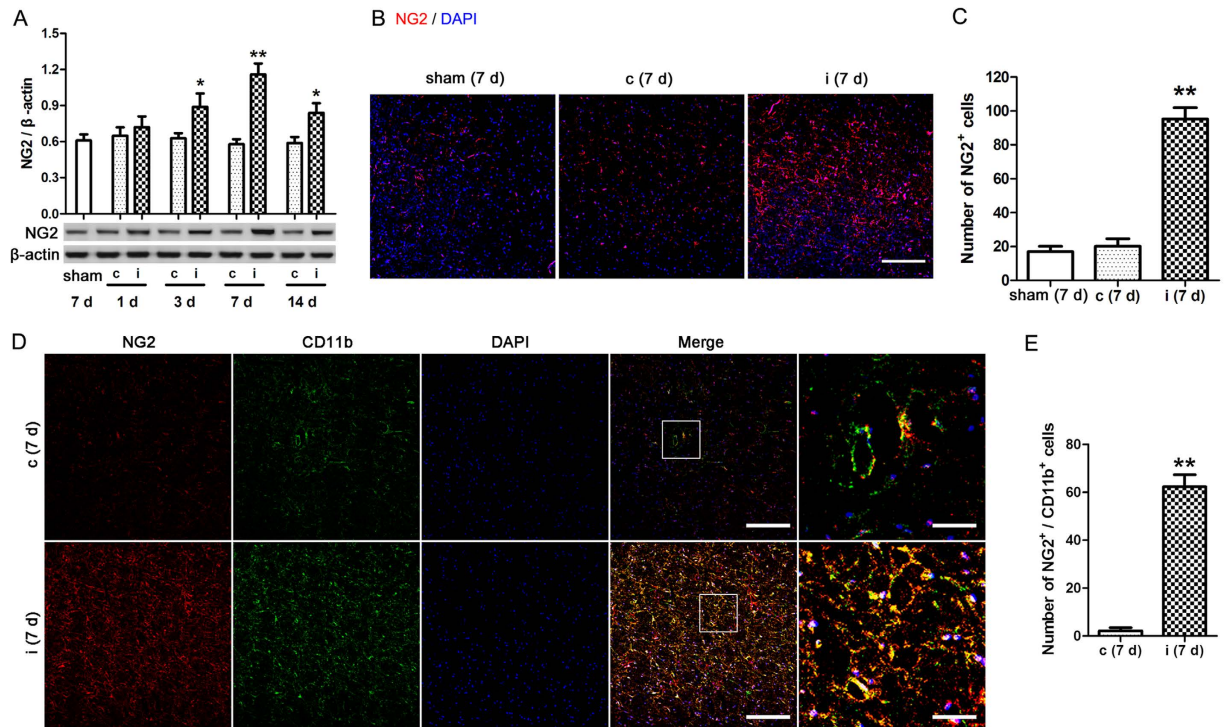 A
1.5
1.2
0.9
0.6
0.3
0.0
NG2 / β-actin
*
**
*
NG2
β-actin
sham c i c i c i c i
7 d 1 d 3 d 7 d 14 d
B NG2 / DAPI
sham (7 d) c (7 d) i (7 d)
C
120
100
80
60
40
20
0
Number of NG2+ cells
**
sham (7 d) c (7 d) i (7 d)
D
NG2 CD11b DAPI Merge
c (7 d)
i (7 d)
E
80
60
40
20
0
Number of NG2+ / CD11b+ cells
**
c (7 d) i (7 d)